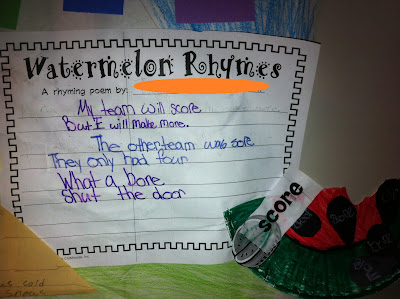 Watermelon Rhymes
A rhyming poem by:
My team will score
But I will make more.
The other team was sore
They only had four
What a bore
Shut the door
score